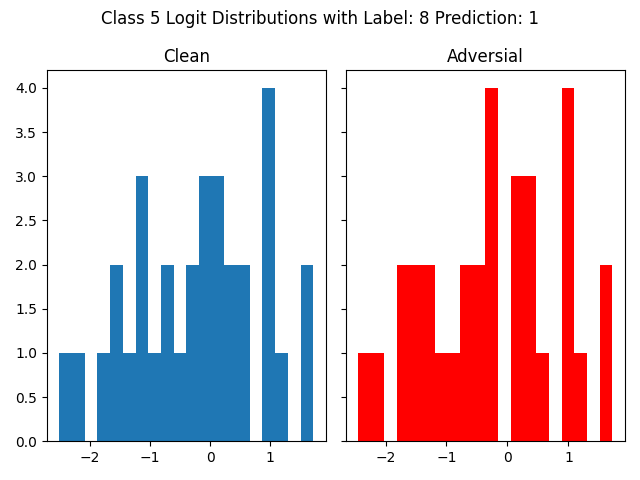 Class 5 Logit Distributions with Label: 8 Prediction: 1
Clean
Adversial
4.0
3.5
3.0
2.5
2.0
1.5
1.0
0.5
0.0
−2 −1 0 1
−2 −1 0 1